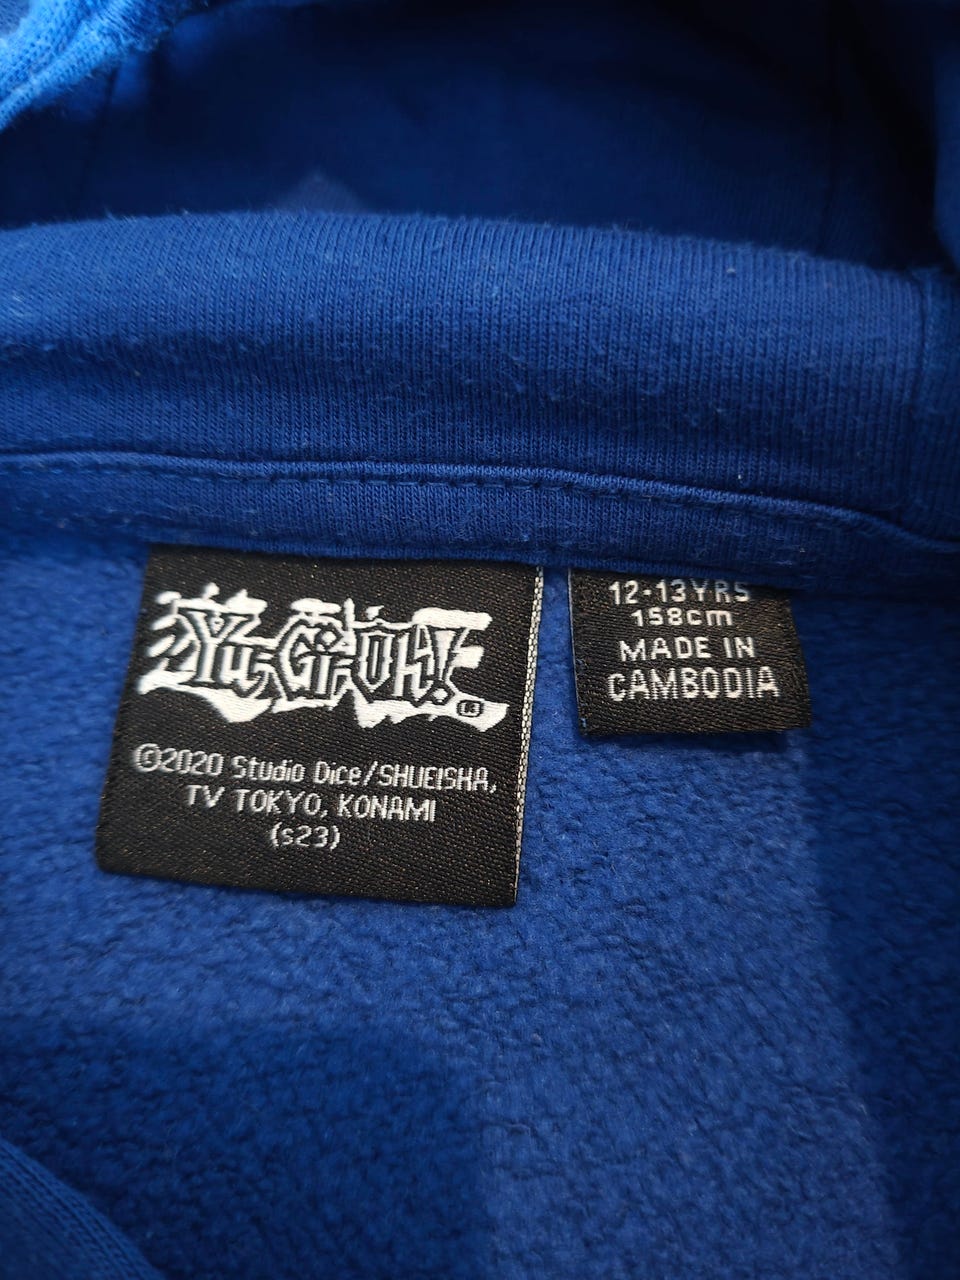 Yu-Gi-Oh!
©2020 Studio Dice/SHUEISHA,
TV TOKYO, KONAMI
(s23)
12-13YRS
158cm
MADE IN
CAMBODIA